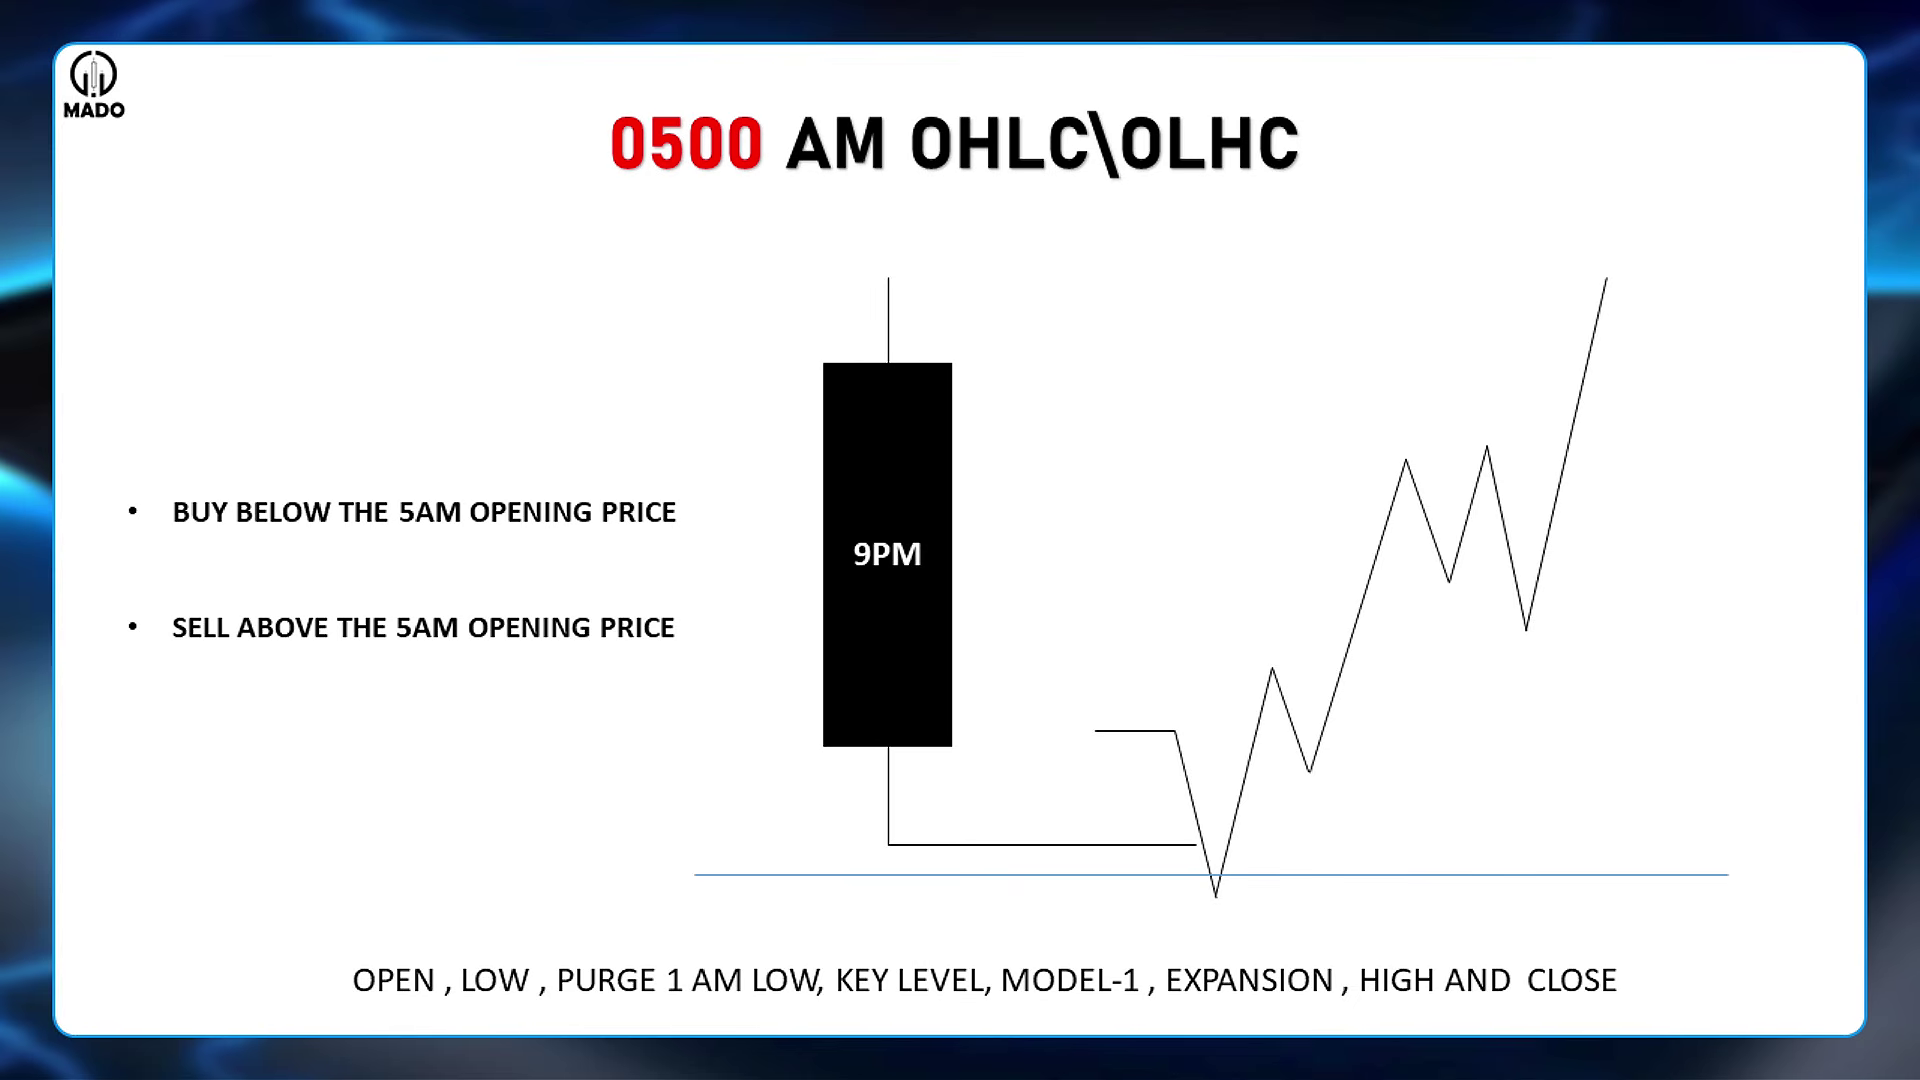 MADO
0500 AM OHLC\OLHC
• BUY BELOW THE 5AM OPENING PRICE
• SELL ABOVE THE 5AM OPENING PRICE
9PM
OPEN , LOW , PURGE 1 AM LOW, KEY LEVEL, MODEL-1 , EXPANSION , HIGH AND CLOSE